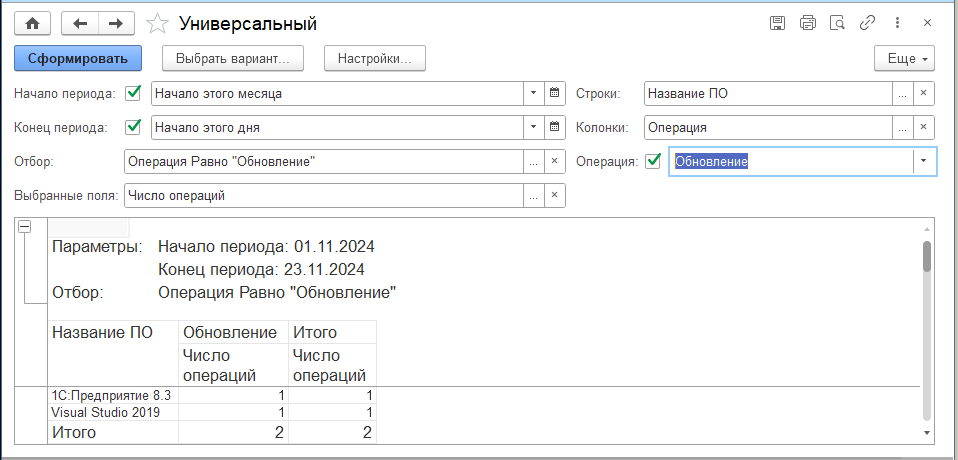 Универсальный
Сформировать Выбрать вариант... Настройки... Еще
Начало периода: Начало этого месяца Строки: Название ПО ...
Конец периода: Начало этого дня Колонки: Операция ...
Отбор: Операция Равно "Обновление" ... Операция: Обновление
Выбранные поля: Число операций ...
Параметры: Начало периода: 01.11.2024
Конец периода: 23.11.2024
Отбор: Операция Равно "Обновление"
Название ПО Обновление Итого
Число Число
операций операций
1С:Предприятие 8.3 1 1
Visual Studio 2019 1 1
Итого 2 2